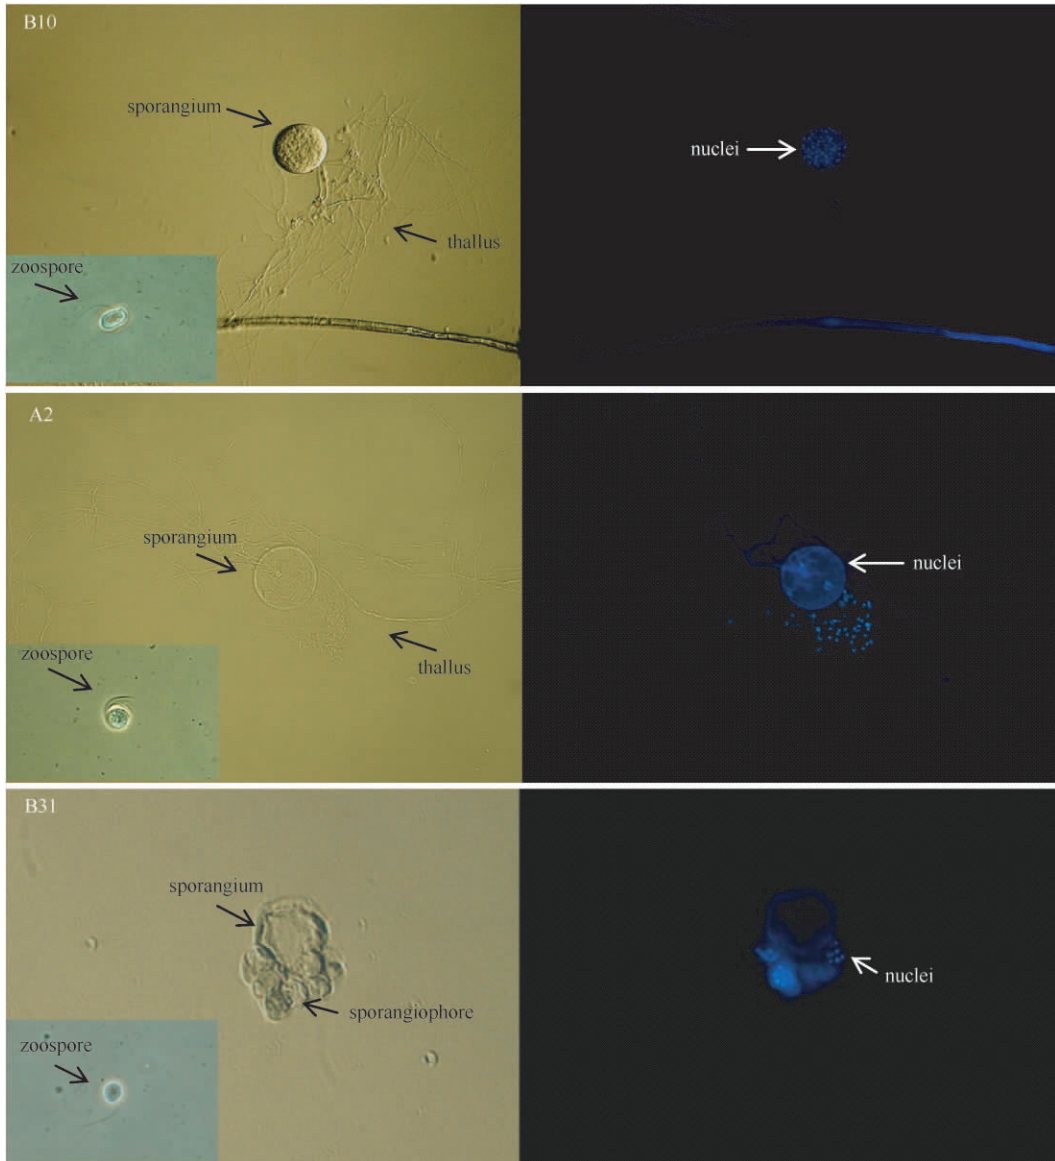 B10
sporangium
nuclei
thallus
zoospore
A2
sporangium
nuclei
zoospore
thallus
B31
sporangium
nuclei
sporangiophore
zoospore